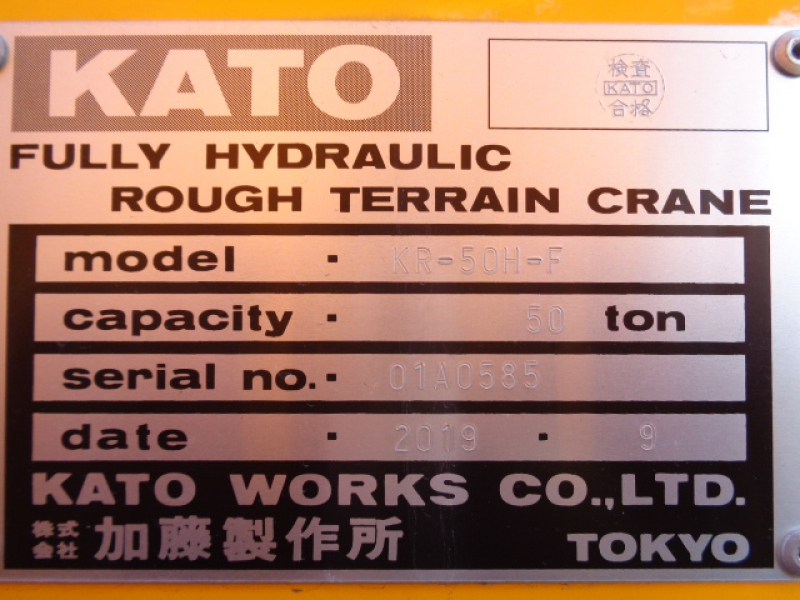 KATO
検査
KATO
合格
FULLY HYDRAULIC
ROUGH TERRAIN CRANE
model · KR-50H-F
capacity · 50 ton
serial no. · 01A0585
date · 2019 · 9
KATO WORKS CO.,LTD.
株式会社 加藤製作所 TOKYO